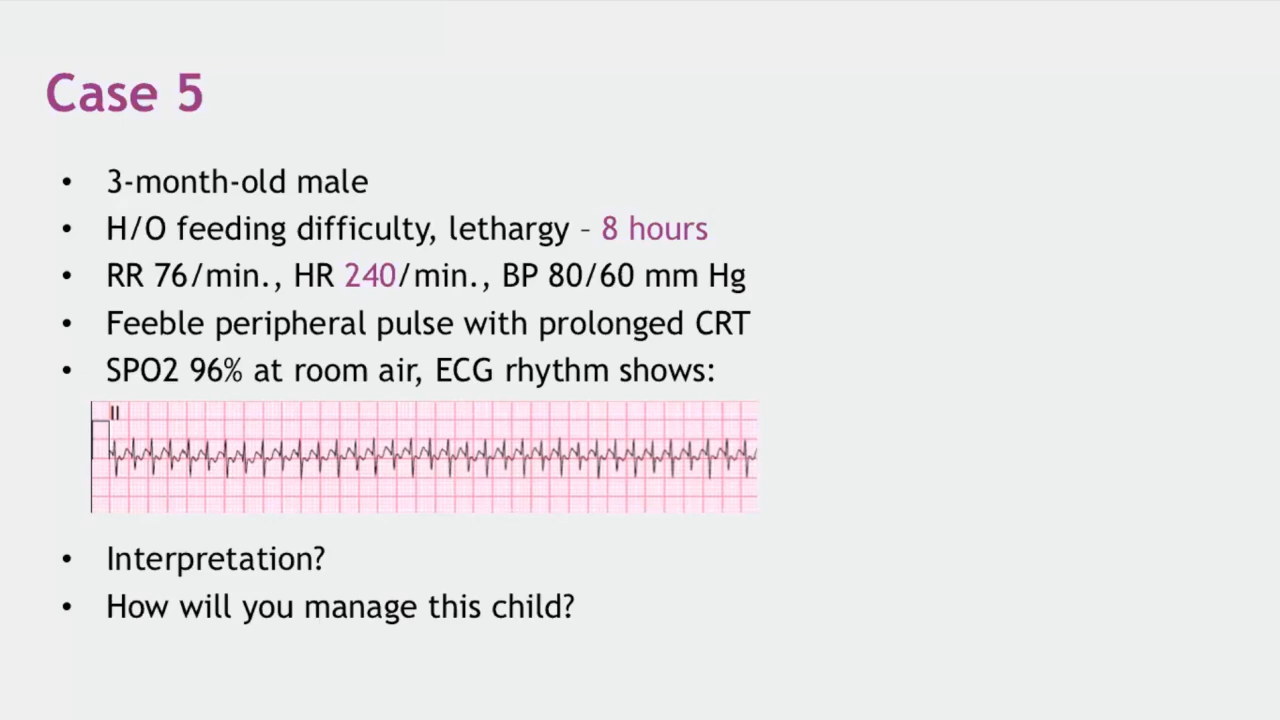 Case 5
• 3-month-old male
• H/O feeding difficulty, lethargy – 8 hours
• RR 76/min., HR 240/min., BP 80/60 mm Hg
• Feeble peripheral pulse with prolonged CRT
• SPO2 96% at room air, ECG rhythm shows:
II
• Interpretation?
• How will you manage this child?